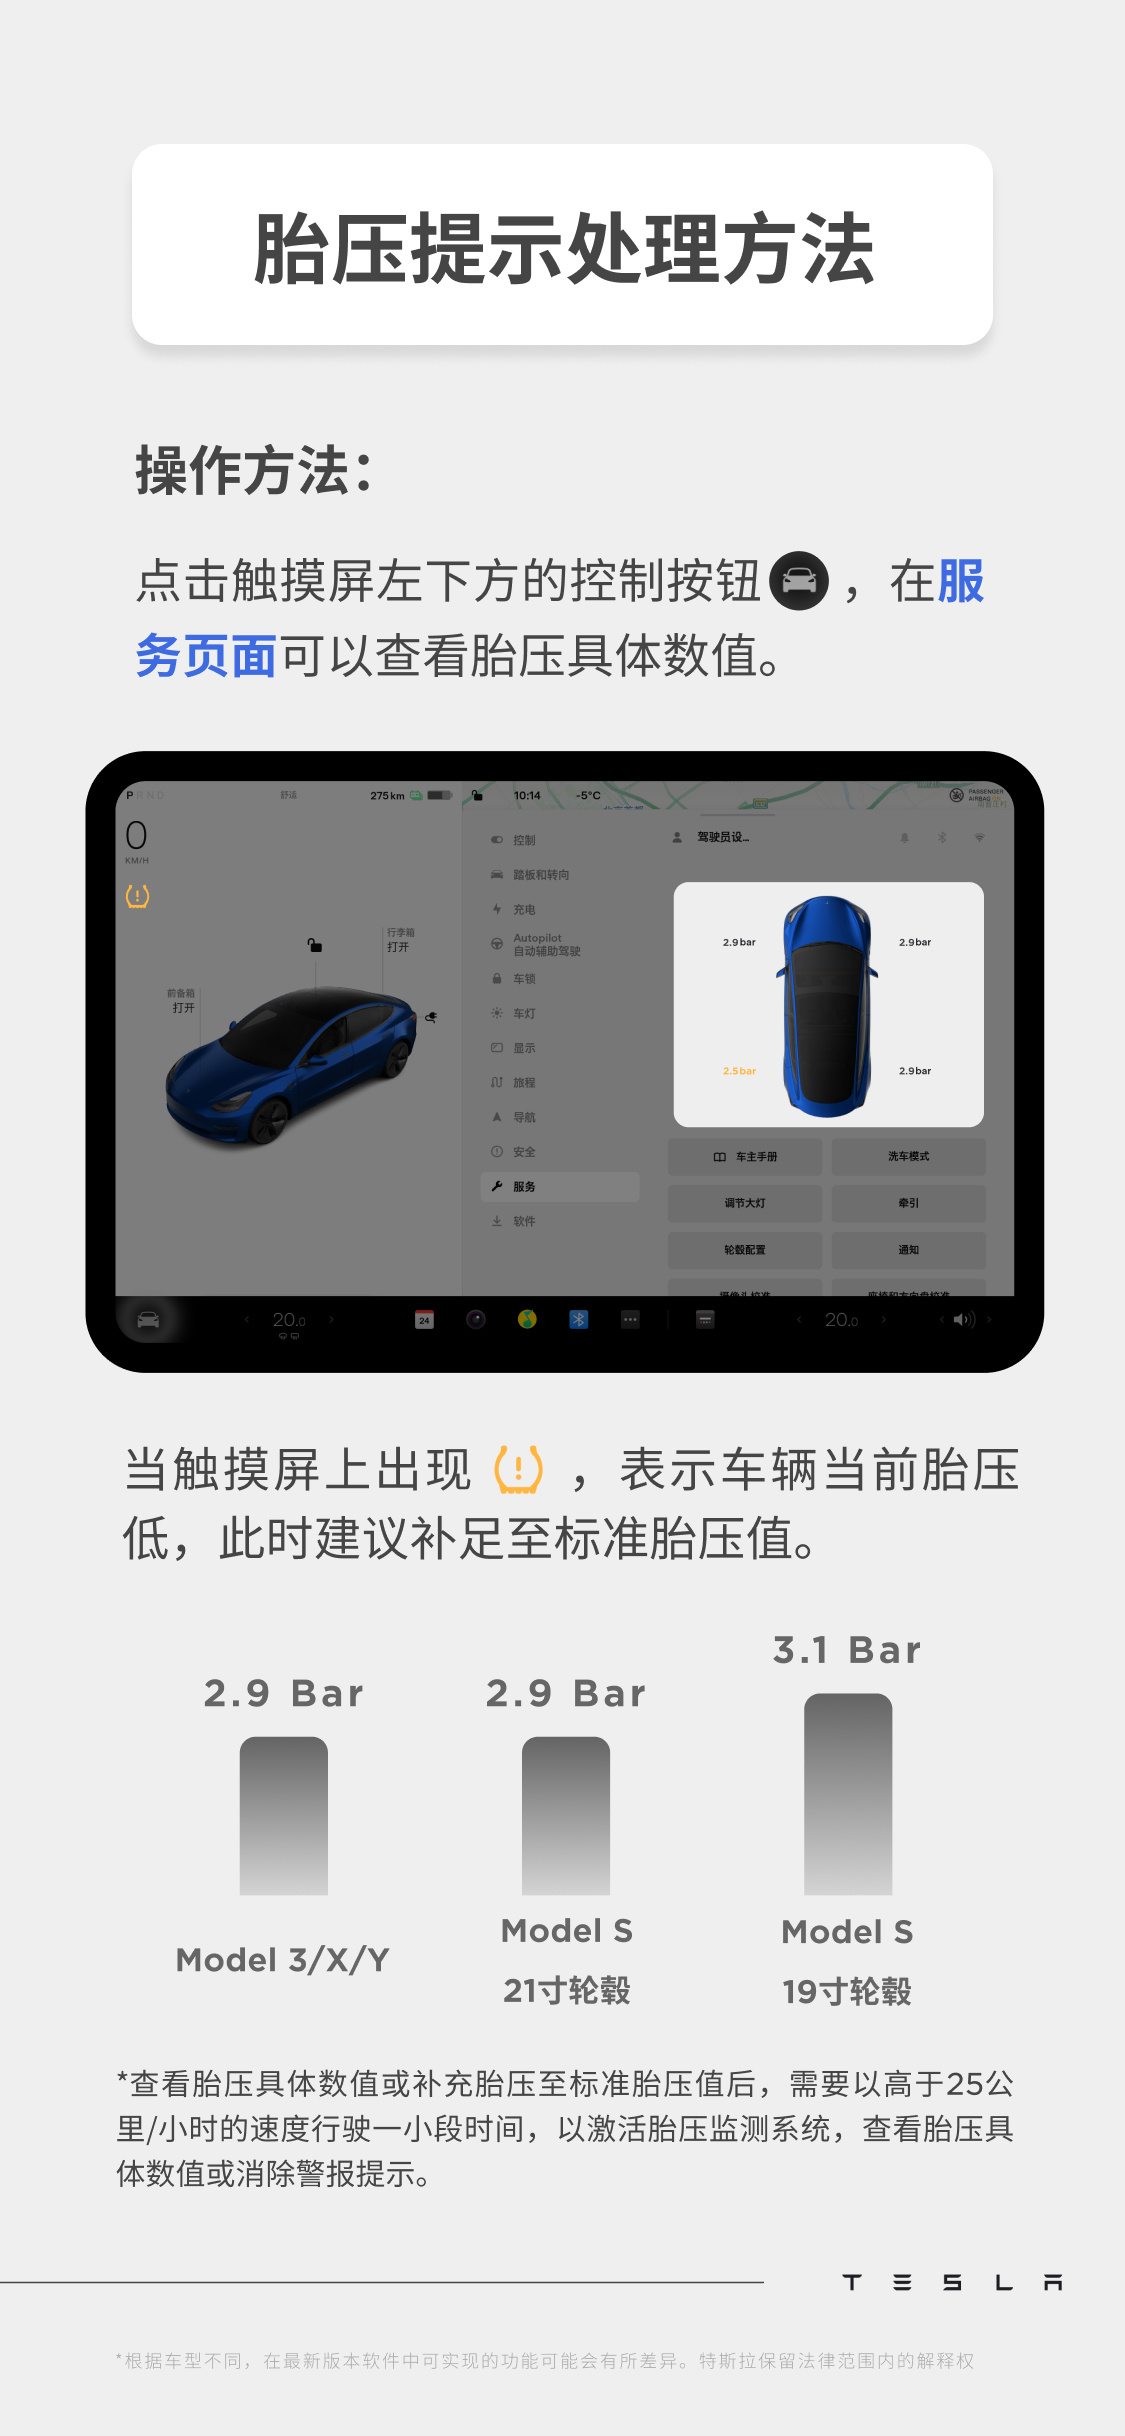 胎压提示处理方法
操作方法：
点击触摸屏左下方的控制按钮 ，在服
务页面可以查看胎压具体数值。
P R N D
舒适
275 km
10:14
-5°C
PASSENGER
AIRBAG
0
KM/H
行李箱
打开
前备箱
打开
控制
踏板和转向
充电
Autopilot
自动辅助驾驶
车锁
车灯
显示
旅程
导航
安全
服务
软件
驾驶员设...
2.9 bar
2.9 bar
2.5 bar
2.9 bar
车主手册
洗车模式
调节大灯
牵引
轮毂配置
通知
20.0
24
20.0
当触摸屏上出现 ，表示车辆当前胎压
低，此时建议补足至标准胎压值。
2.9 Bar
2.9 Bar
3.1 Bar
Model 3/X/Y
Model S
21寸轮毂
Model S
19寸轮毂
*查看胎压具体数值或补充胎压至标准胎压值后，需要以高于25公
里/小时的速度行驶一小段时间，以激活胎压监测系统，查看胎压具
体数值或消除警报提示。
TESLA
*根据车型不同，在最新版本软件中可实现的功能可能会有所差异。特斯拉保留法律范围内的解释权